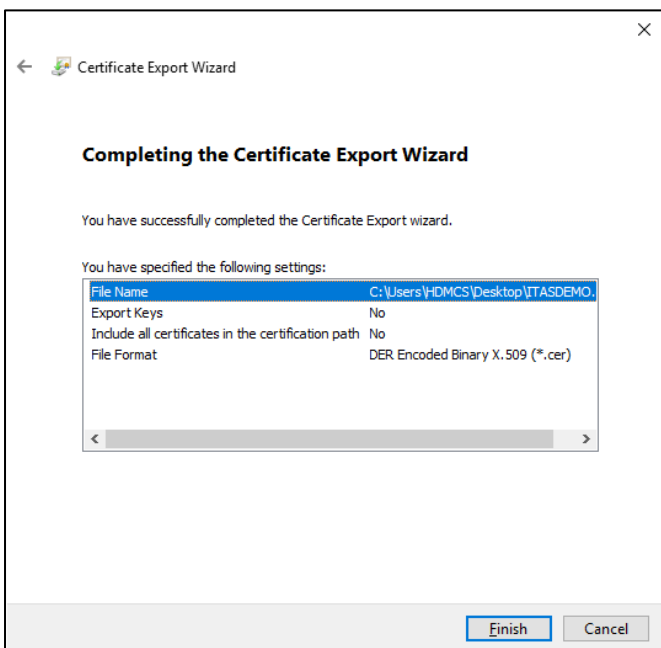 Certificate Export Wizard
Completing the Certificate Export Wizard
You have successfully completed the Certificate Export wizard.
You have specified the following settings:
File Name C:\Users\HDMCS\Desktop\ITASDEMO.
Export Keys No
Include all certificates in the certification path No
File Format DER Encoded Binary X.509 (*.cer)
Finish Cancel